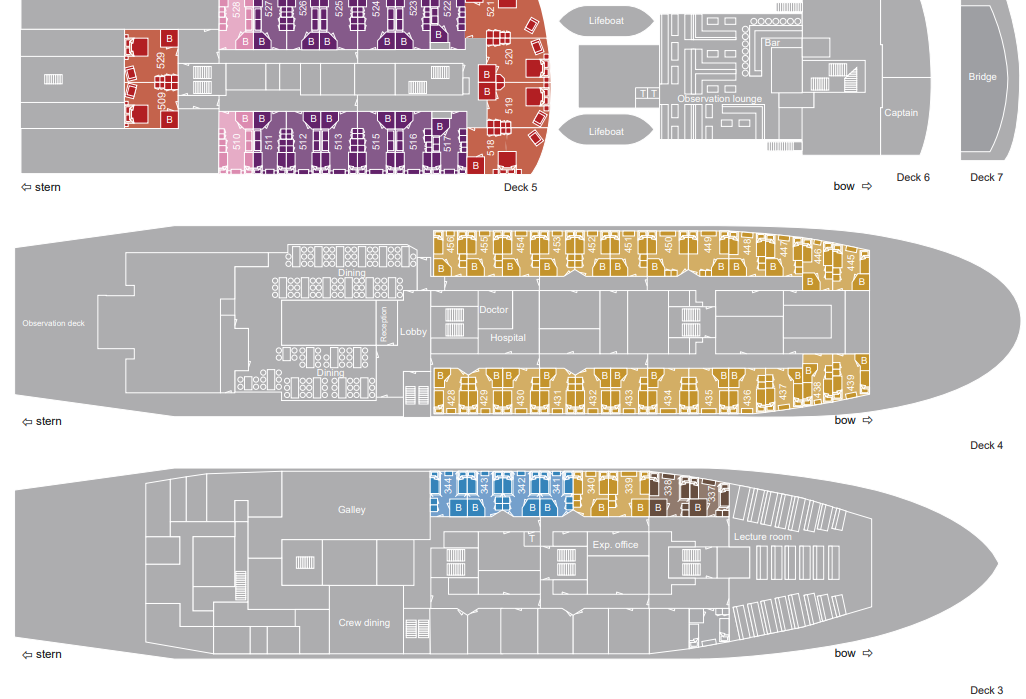 528 527 526 525 524 523 522 521
B B B B B B B
529 B
520
509 B
B B
519
B B B B B B B B
510 511 512 513 515 516 517 518
B
⇦ stern
Deck 5
Lifeboat
Bar
T T
Observation lounge
Lifeboat
Captain
Bridge
bow ⇨
Deck 6
Deck 7
456 455 454 453 452 451 450 449 448 447 446 445
B B B B B B B B B B B B
Dining
Observation deck
Reception
Lobby
Doctor
Hospital
Dining
B B B B B B B B B B B B
428 429 430 431 432 433 434 435 436 437 438 439
⇦ stern
bow ⇨
Deck 4
344 343 342 341 340 339 338 337
B B B B B B B B
Galley
T
Exp. office
Lecture room
Crew dining
⇦ stern
bow ⇨
Deck 3